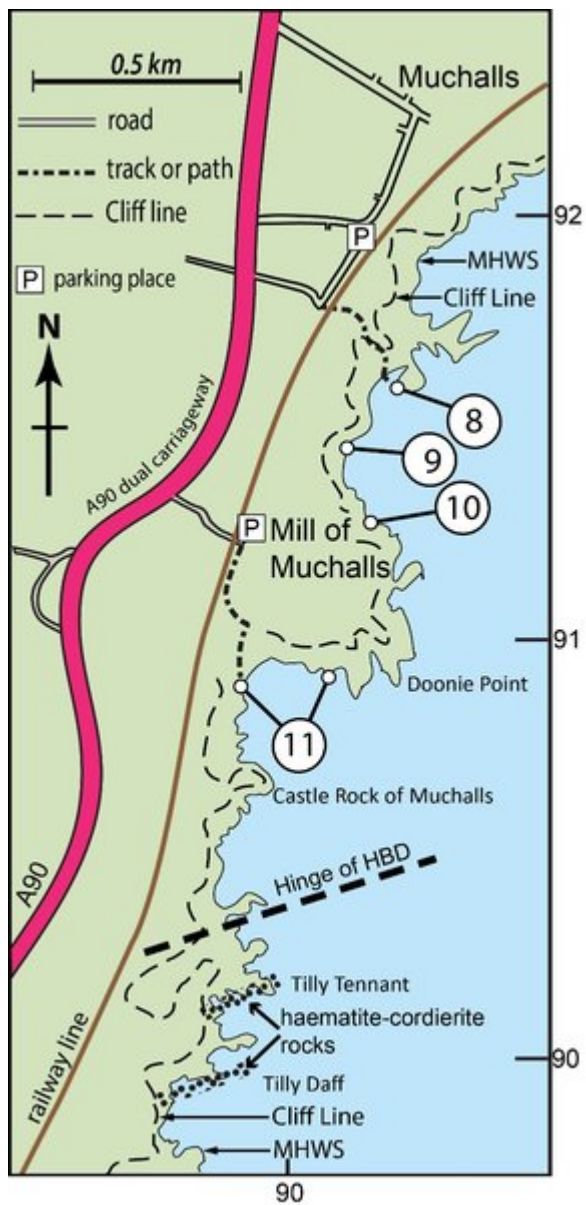 0.5 km
Muchalls
road
track or path
Cliff line
P parking place
N
P
92
MHWS
Cliff Line
8
9
10
A90 dual carriageway
P
Mill of
Muchalls
91
Doonie Point
11
Castle Rock of Muchalls
A90
Hinge of HBD
Tilly Tennant
haematite-cordierite
rocks
90
Tilly Daff
railway line
Cliff Line
MHWS
90